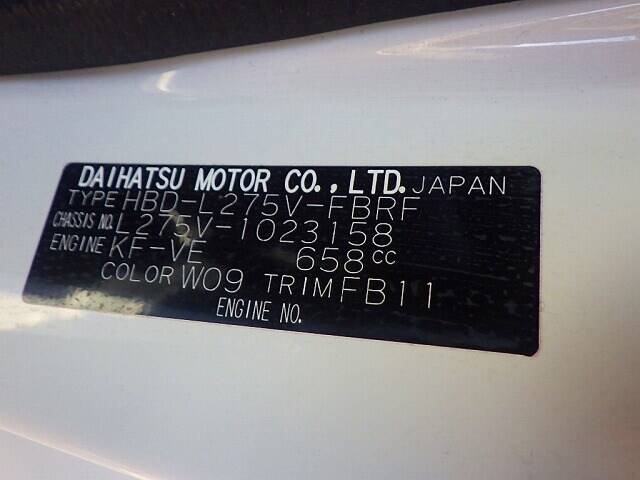 DAIHATSU MOTOR CO., LTD. JAPAN
TYPE HBD-L275V-FBRF
CHASSIS NO. L275V-1023158
ENGINE KF-VE 658cc
COLOR W09 TRIM FB11
ENGINE NO.